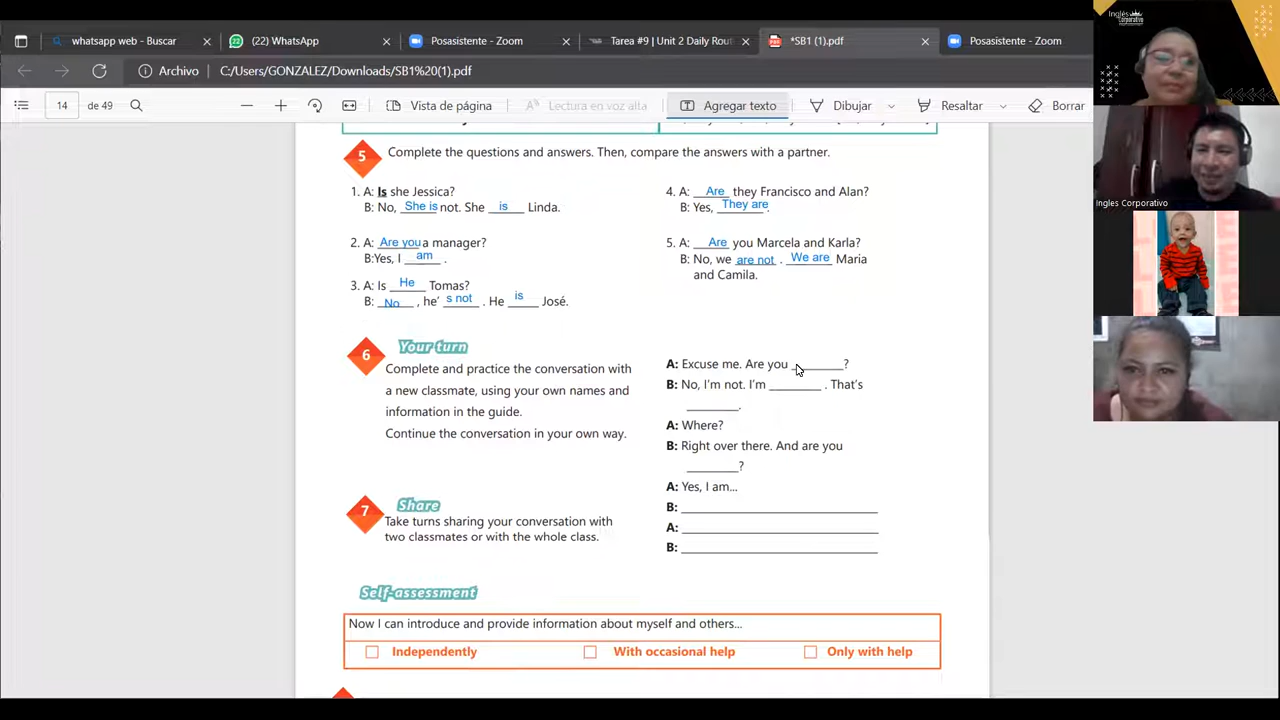 whatsapp web - Buscar
(22) WhatsApp
Posasistente - Zoom
Tarea #9 | Unit 2 Daily Rout
*SB1 (1).pdf
Posasistente - Zoom
Archivo
C:/Users/GONZALEZ/Downloads/SB1%20(1).pdf
14 de 49
Vista de página
Lectura en voz alta
Agregar texto
Dibujar
Resaltar
Borrar
5 Complete the questions and answers. Then, compare the answers with a partner.
1. A: Is she Jessica?
B: No, She is not. She is Linda.
2. A: Are you a manager?
B:Yes, I am .
3. A: Is He Tomas?
B: No , he' s not . He is José.
4. A: Are they Francisco and Alan?
B: Yes, They are .
5. A: Are you Marcela and Karla?
B: No, we are not . We are Maria
and Camila.
6 Your turn
Complete and practice the conversation with
a new classmate, using your own names and
information in the guide.
Continue the conversation in your own way.
A: Excuse me. Are you ________?
B: No, I'm not. I'm ________ . That's
________.
A: Where?
B: Right over there. And are you
________?
A: Yes, I am...
B: ______________________________
A: ______________________________
B: ______________________________
7 Share
Take turns sharing your conversation with
two classmates or with the whole class.
Self-assessment
Now I can introduce and provide information about myself and others...
Independently
With occasional help
Only with help
Inglés
Corporativo
Ingles Corporativo